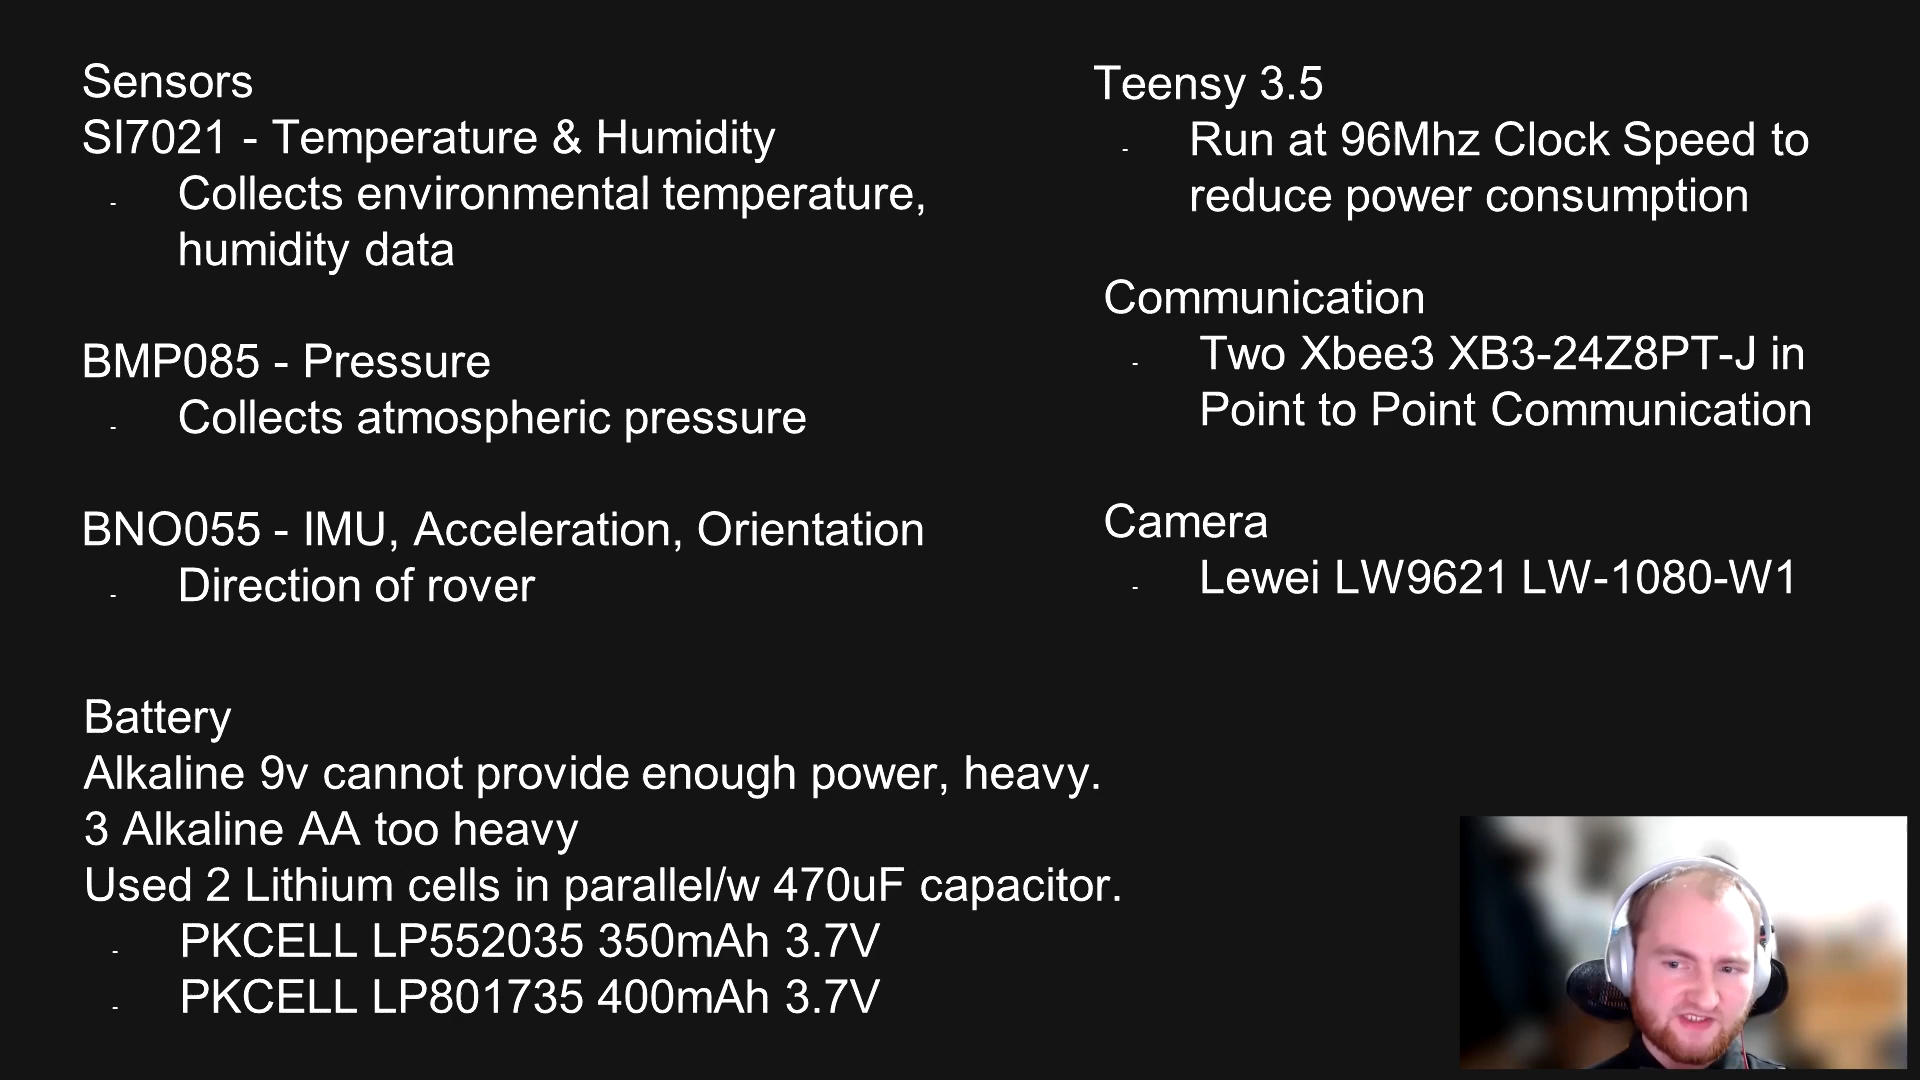 Sensors
SI7021 - Temperature & Humidity
- Collects environmental temperature,
humidity data
BMP085 - Pressure
- Collects atmospheric pressure
BNO055 - IMU, Acceleration, Orientation
- Direction of rover
Battery
Alkaline 9v cannot provide enough power, heavy.
3 Alkaline AA too heavy
Used 2 Lithium cells in parallel/w 470uF capacitor.
- PKCELL LP552035 350mAh 3.7V
- PKCELL LP801735 400mAh 3.7V
Teensy 3.5
- Run at 96Mhz Clock Speed to
reduce power consumption
Communication
- Two Xbee3 XB3-24Z8PT-J in
Point to Point Communication
Camera
- Lewei LW9621 LW-1080-W1